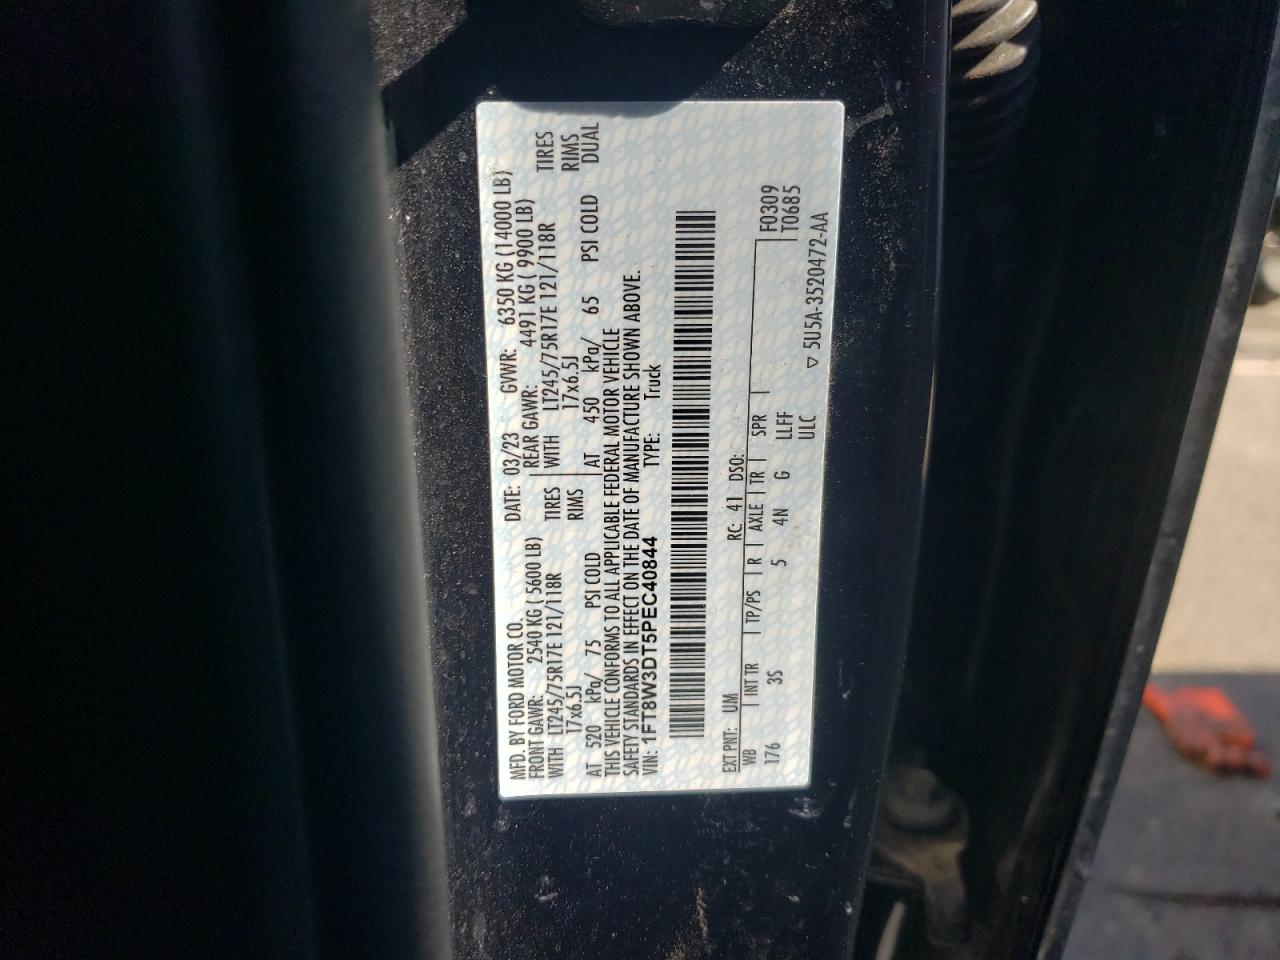 MFD. BY FORD MOTOR CO. DATE: 03/23 GVWR: 6350 KG (14000 LB)
FRONT GAWR: 2540 KG ( 5600 LB) REAR GAWR: 4491 KG ( 9900 LB)
WITH LT245/75R17E 121/118R TIRES WITH LT245/75R17E 121/118R TIRES
17x6.5J RIMS 17x6.5J RIMS
AT 520 kPa/ 75 PSI COLD AT 450 kPa/ 65 PSI COLD DUAL
THIS VEHICLE CONFORMS TO ALL APPLICABLE FEDERAL MOTOR VEHICLE
SAFETY STANDARDS IN EFFECT ON THE DATE OF MANUFACTURE SHOWN ABOVE.
VIN: 1FT8W3DT5PEC40844 TYPE: Truck
EXT PNT: UM RC: 41 DSO:
WB INT TR TP/PS R AXLE TR SPR F0309
176 3S 5 4N G LLFF T0685
ULC
▽ 5U5A-3520472-AA